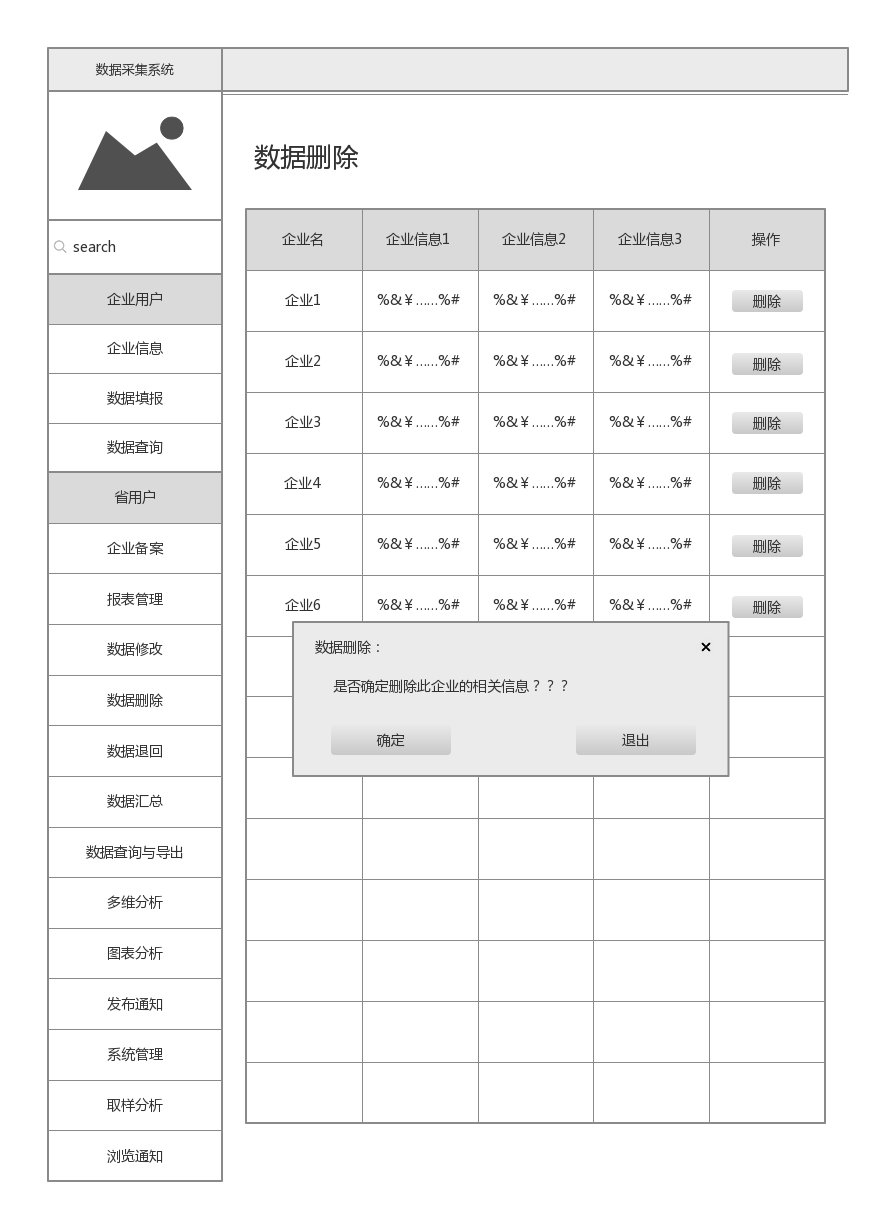 数据采集系统
search
企业用户
企业信息
数据填报
数据查询
省用户
企业备案
报表管理
数据修改
数据删除
数据退回
数据汇总
数据查询与导出
多维分析
图表分析
发布通知
系统管理
取样分析
浏览通知
数据删除
企业名 企业信息1 企业信息2 企业信息3 操作
企业1 %&¥……%# %&¥……%# %&¥……%# 删除
企业2 %&¥……%# %&¥……%# %&¥……%# 删除
企业3 %&¥……%# %&¥……%# %&¥……%# 删除
企业4 %&¥……%# %&¥……%# %&¥……%# 删除
企业5 %&¥……%# %&¥……%# %&¥……%# 删除
企业6 %&¥……%# %&¥……%# %&¥……%# 删除
数据删除：
是否确定删除此企业的相关信息？？？
确定 退出